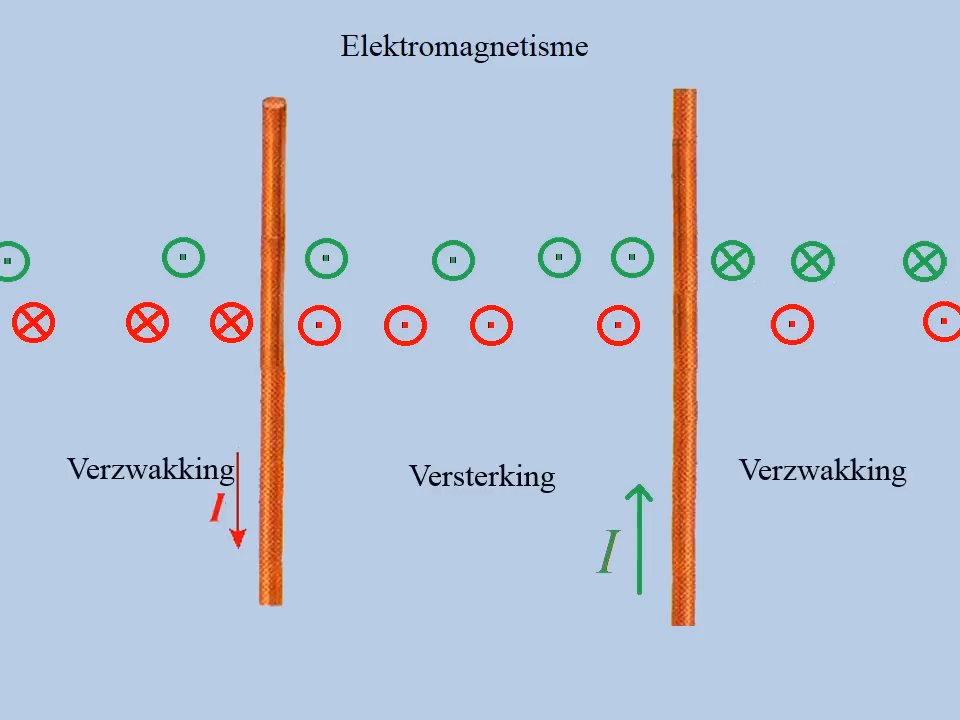 Elektromagnetisme
Verzwakking
Versterking
Verzwakking
I
I